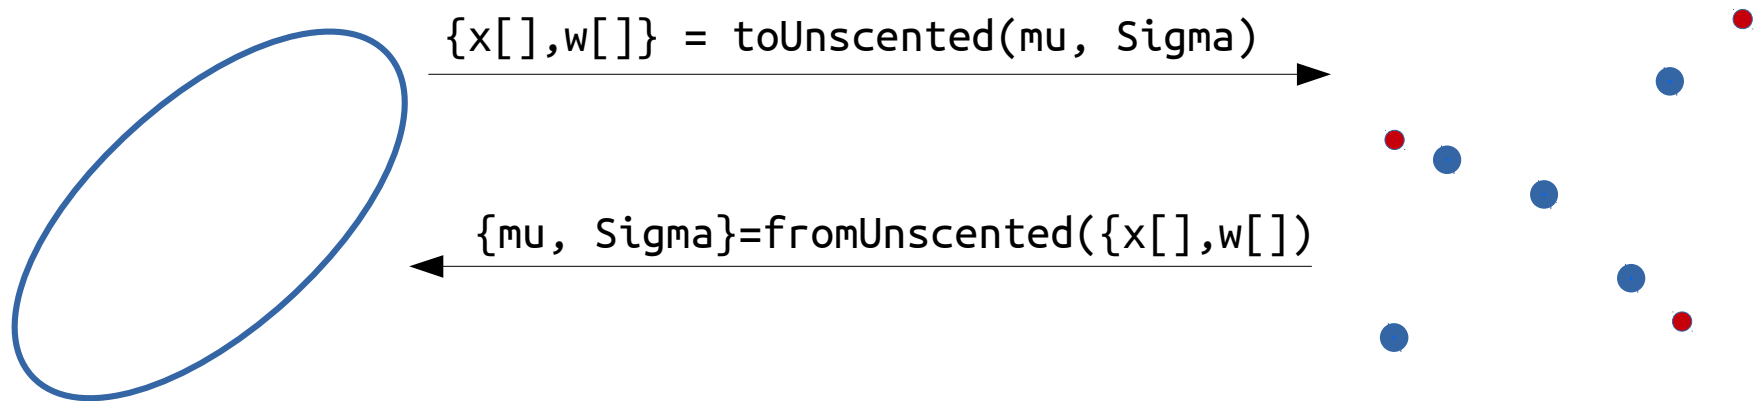 {x[],w[]} = toUnscented(mu, Sigma)
{mu, Sigma}=fromUnscented({x[],w[])